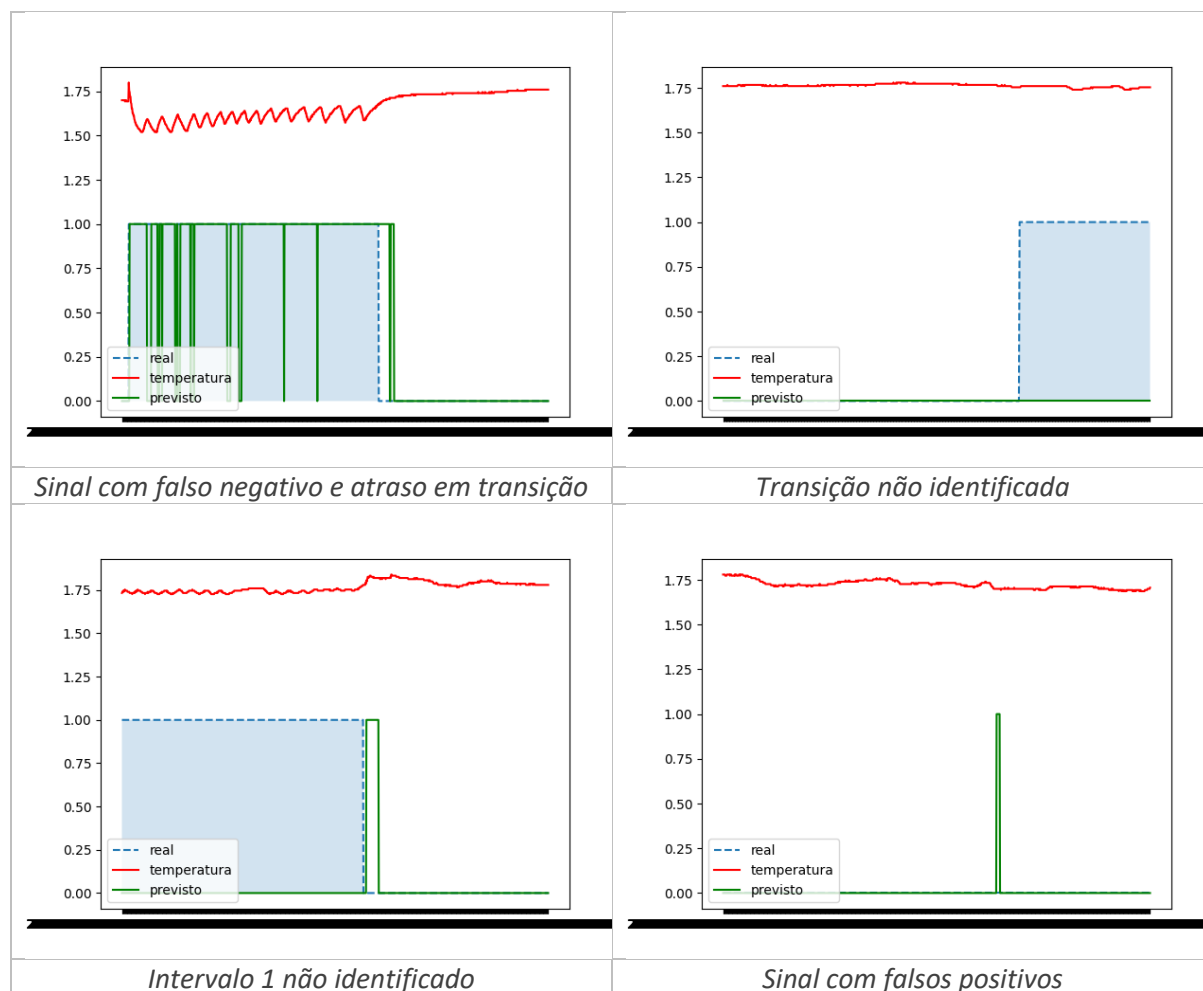 1.75
1.50
1.25
1.00
0.75
0.50
0.25
0.00
real
temperatura
previsto
Sinal com falso negativo e atraso em transição
1.75
1.50
1.25
1.00
0.75
0.50
0.25
0.00
real
temperatura
previsto
Transição não identificada
1.75
1.50
1.25
1.00
0.75
0.50
0.25
0.00
real
temperatura
previsto
Intervalo 1 não identificado
1.75
1.50
1.25
1.00
0.75
0.50
0.25
0.00
real
temperatura
previsto
Sinal com falsos positivos